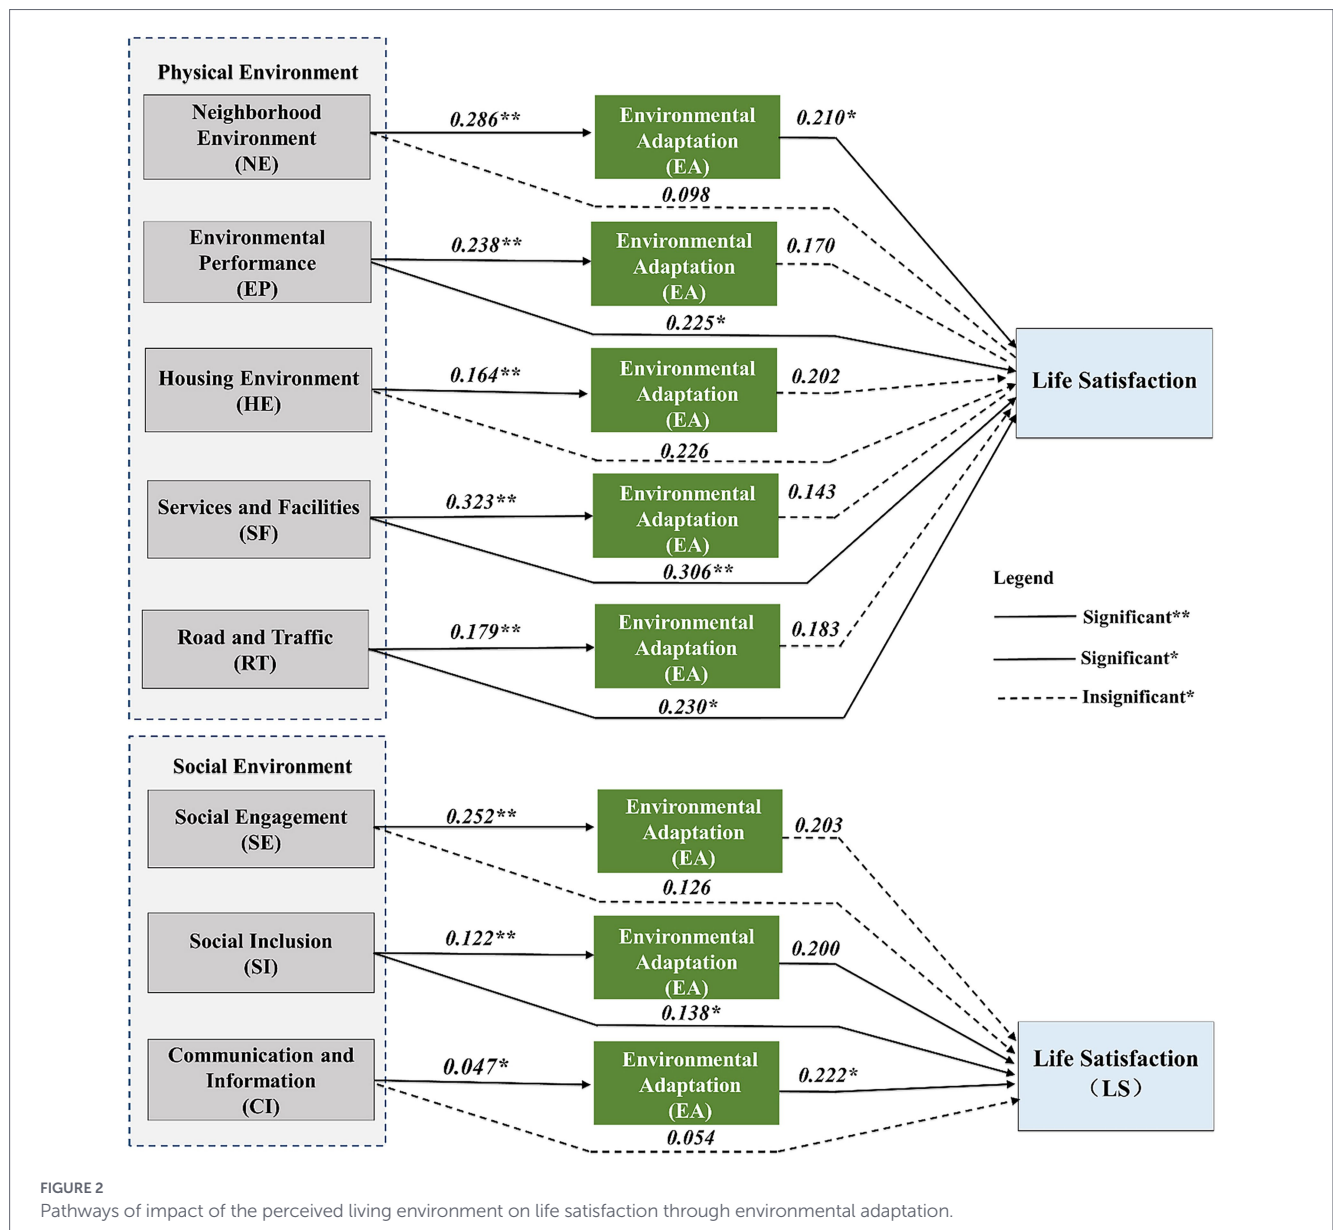 Physical Environment
Neighborhood
Environment
(NE)
0.286**
Environmental
Adaptation
(EA)
0.210*
0.098
Environmental
Performance
(EP)
0.238**
Environmental
Adaptation
(EA)
0.170
0.225*
Housing Environment
(HE)
0.164**
Environmental
Adaptation
(EA)
0.202
0.226
Services and Facilities
(SF)
0.323**
Environmental
Adaptation
(EA)
0.143
0.306**
Road and Traffic
(RT)
0.179**
Environmental
Adaptation
(EA)
0.183
0.230*
Life Satisfaction
Legend
Significant**
Significant*
Insignificant*
Social Environment
Social Engagement
(SE)
0.252**
Environmental
Adaptation
(EA)
0.203
0.126
Social Inclusion
(SI)
0.122**
Environmental
Adaptation
(EA)
0.200
0.138*
Communication and
Information
(CI)
0.047*
Environmental
Adaptation
(EA)
0.222*
0.054
Life Satisfaction
（LS）
FIGURE 2
Pathways of impact of the perceived living environment on life satisfaction through environmental adaptation.